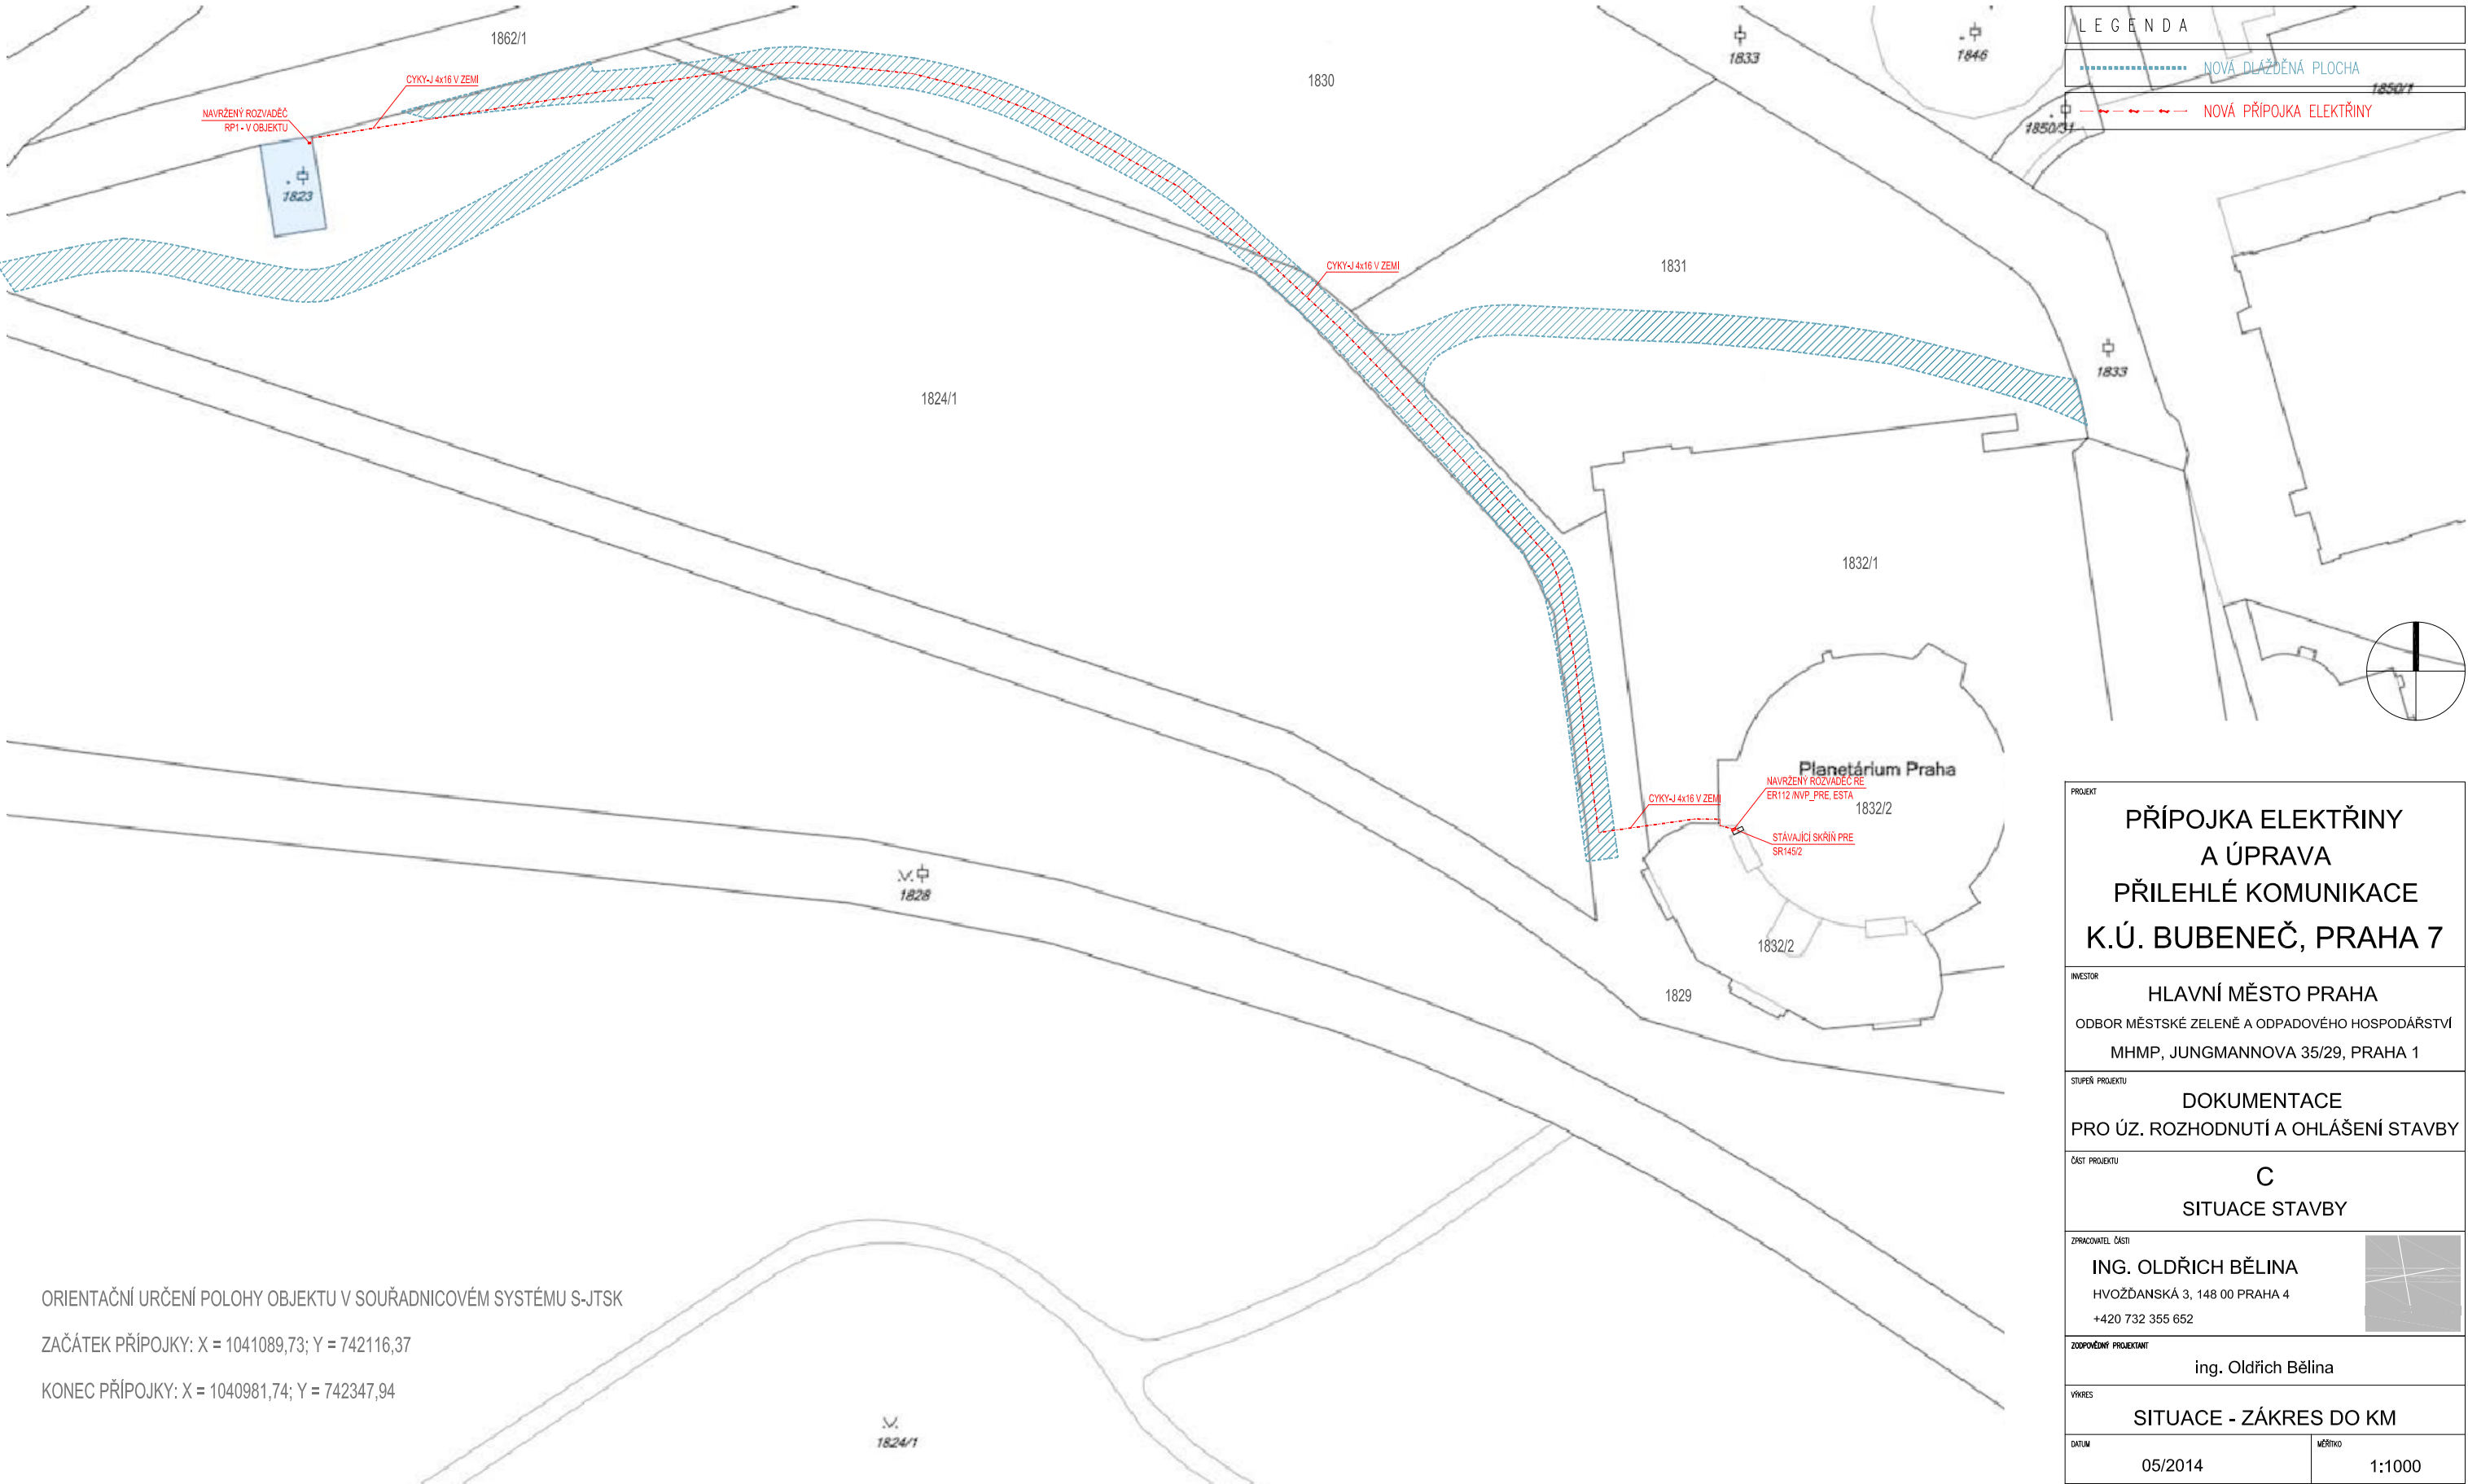 1862/1
CYKY-J 4x16 V ZEMI
NAVRŽENÝ ROZVADĚČ
RP1 - V OBJEKTU
1823
1830
1833
1846
LEGENDA
NOVÁ DLÁŽDĚNÁ PLOCHA
1850/1
NOVÁ PŘÍPOJKA ELEKTŘINY
1850/31
CYKY-J 4x16 V ZEMI
1831
1833
1824/1
1832/1
Planetárium Praha
NAVRŽENÝ ROZVADĚČ RE
ER112 /NVP_PRE, ESTA
1832/2
CYKY-J 4x16 V ZEMI
STÁVAJÍCÍ SKŘÍŇ PRE
SR145/2
1828
1832/2
1829
1824/1
ORIENTAČNÍ URČENÍ POLOHY OBJEKTU V SOUŘADNICOVÉM SYSTÉMU S-JTSK
ZAČÁTEK PŘÍPOJKY: X = 1041089,73; Y = 742116,37
KONEC PŘÍPOJKY: X = 1040981,74; Y = 742347,94
PROJEKT
PŘÍPOJKA ELEKTŘINY
A ÚPRAVA
PŘILEHLÉ KOMUNIKACE
K.Ú. BUBENEČ, PRAHA 7
INVESTOR
HLAVNÍ MĚSTO PRAHA
ODBOR MĚSTSKÉ ZELENĚ A ODPADOVÉHO HOSPODÁŘSTVÍ
MHMP, JUNGMANNOVA 35/29, PRAHA 1
STUPEŇ PROJEKTU
DOKUMENTACE
PRO ÚZ. ROZHODNUTÍ A OHLÁŠENÍ STAVBY
ČÁST PROJEKTU
C
SITUACE STAVBY
ZPRACOVATEL ČÁSTI
ING. OLDŘICH BĚLINA
HVOŽĎANSKÁ 3, 148 00 PRAHA 4
+420 732 355 652
ZODPOVĚDNÝ PROJEKTANT
ing. Oldřich Bělina
VÝKRES
SITUACE - ZÁKRES DO KM
DATUM
05/2014
MĚŘÍTKO
1:1000